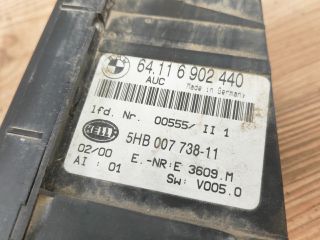 64.11 6 902 440
AUC Made in Germany
lfd. Nr. 00555/ II 1
HELLA 5HB 007 738-11
02/00 E.-NR:E 3609.M
AI : 01 SW: V005.0